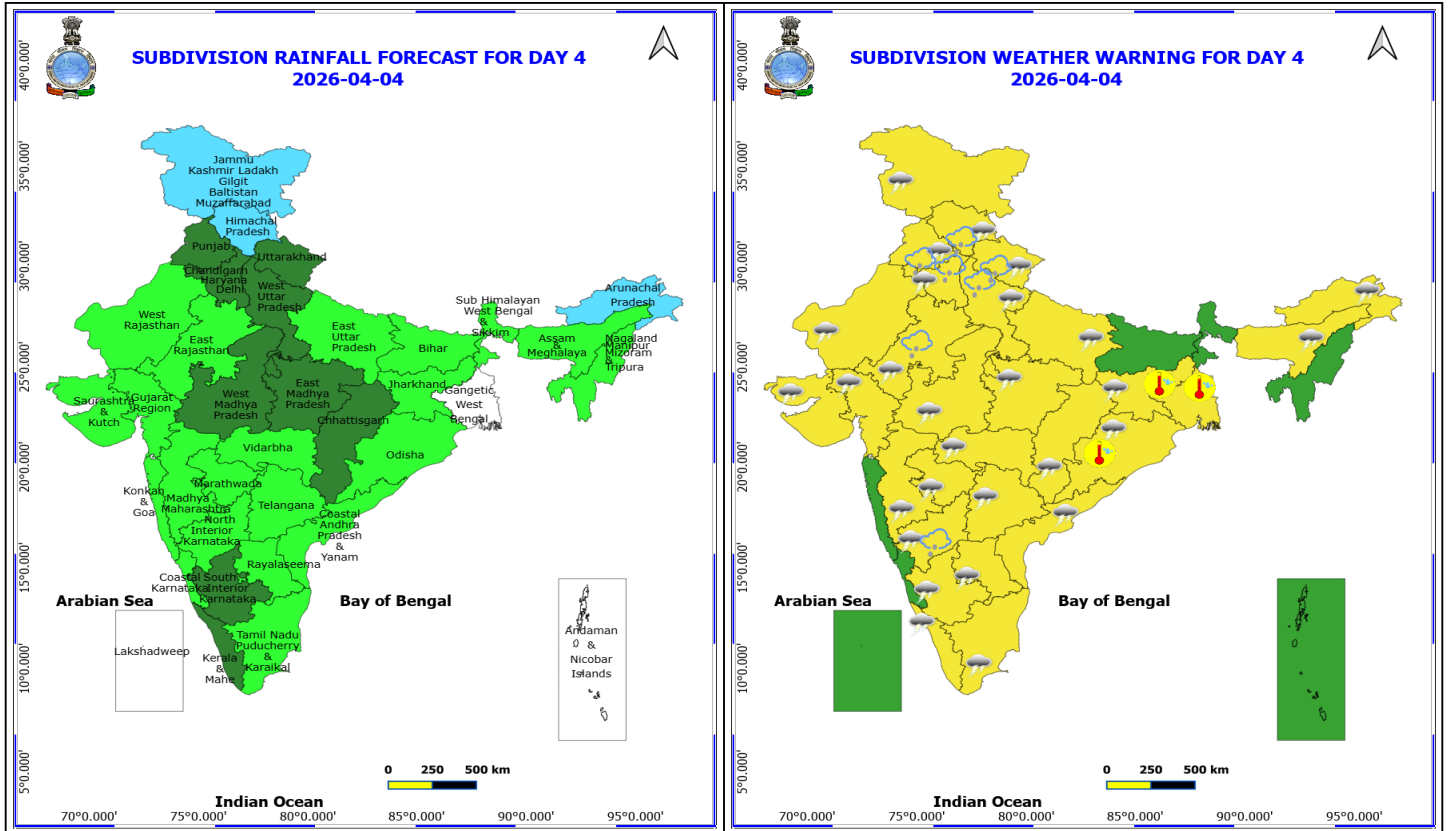 SUBDIVISION RAINFALL FORECAST FOR DAY 4
2026-04-04
40°0.000'
35°0.000'
30°0.000'
25°0.000'
20°0.000'
15°0.000'
10°0.000'
5°0.000'
Jammu
Kashmir Ladakh
Gilgit
Baltistan
Muzaffarabad
Himachal
Pradesh
Punjab
Uttarakhand
Chandigarh
Haryana
Delhi
West
Uttar
Pradesh
Arunachal
Pradesh
West
Rajasthan
East
Rajasthan
East
Uttar
Pradesh
Sub Himalayan
West Bengal
&
Sikkim
Bihar
Assam
&
Meghalaya
Nagaland
Manipur
Mizoram
&
Tripura
Jharkhand
Gangetic
West
Bengal
Saurashtra
&
Kutch
Gujarat
Region
West
Madhya
Pradesh
East
Madhya
Pradesh
Chhattisgarh
Vidarbha
Odisha
Konkan
&
Goa
Marathwada
Madhya
Maharashtra
North
Interior
Karnataka
Telangana
Coastal
Andhra
Pradesh
&
Yanam
Rayalaseema
Coastal
Karnataka
South
Interior
Karnataka
Arabian Sea
Bay of Bengal
Lakshadweep
Kerala
&
Mahe
Tamil Nadu
Puducherry
&
Karaikal
Andaman
&
Nicobar
Islands
0 250 500 km
Indian Ocean
70°0.000' 75°0.000' 80°0.000' 85°0.000' 90°0.000' 95°0.000'
SUBDIVISION WEATHER WARNING FOR DAY 4
2026-04-04
40°0.000'
35°0.000'
30°0.000'
25°0.000'
20°0.000'
15°0.000'
10°0.000'
5°0.000'
Arabian Sea
Bay of Bengal
0 250 500 km
Indian Ocean
70°0.000' 75°0.000' 80°0.000' 85°0.000' 90°0.000' 95°0.000'